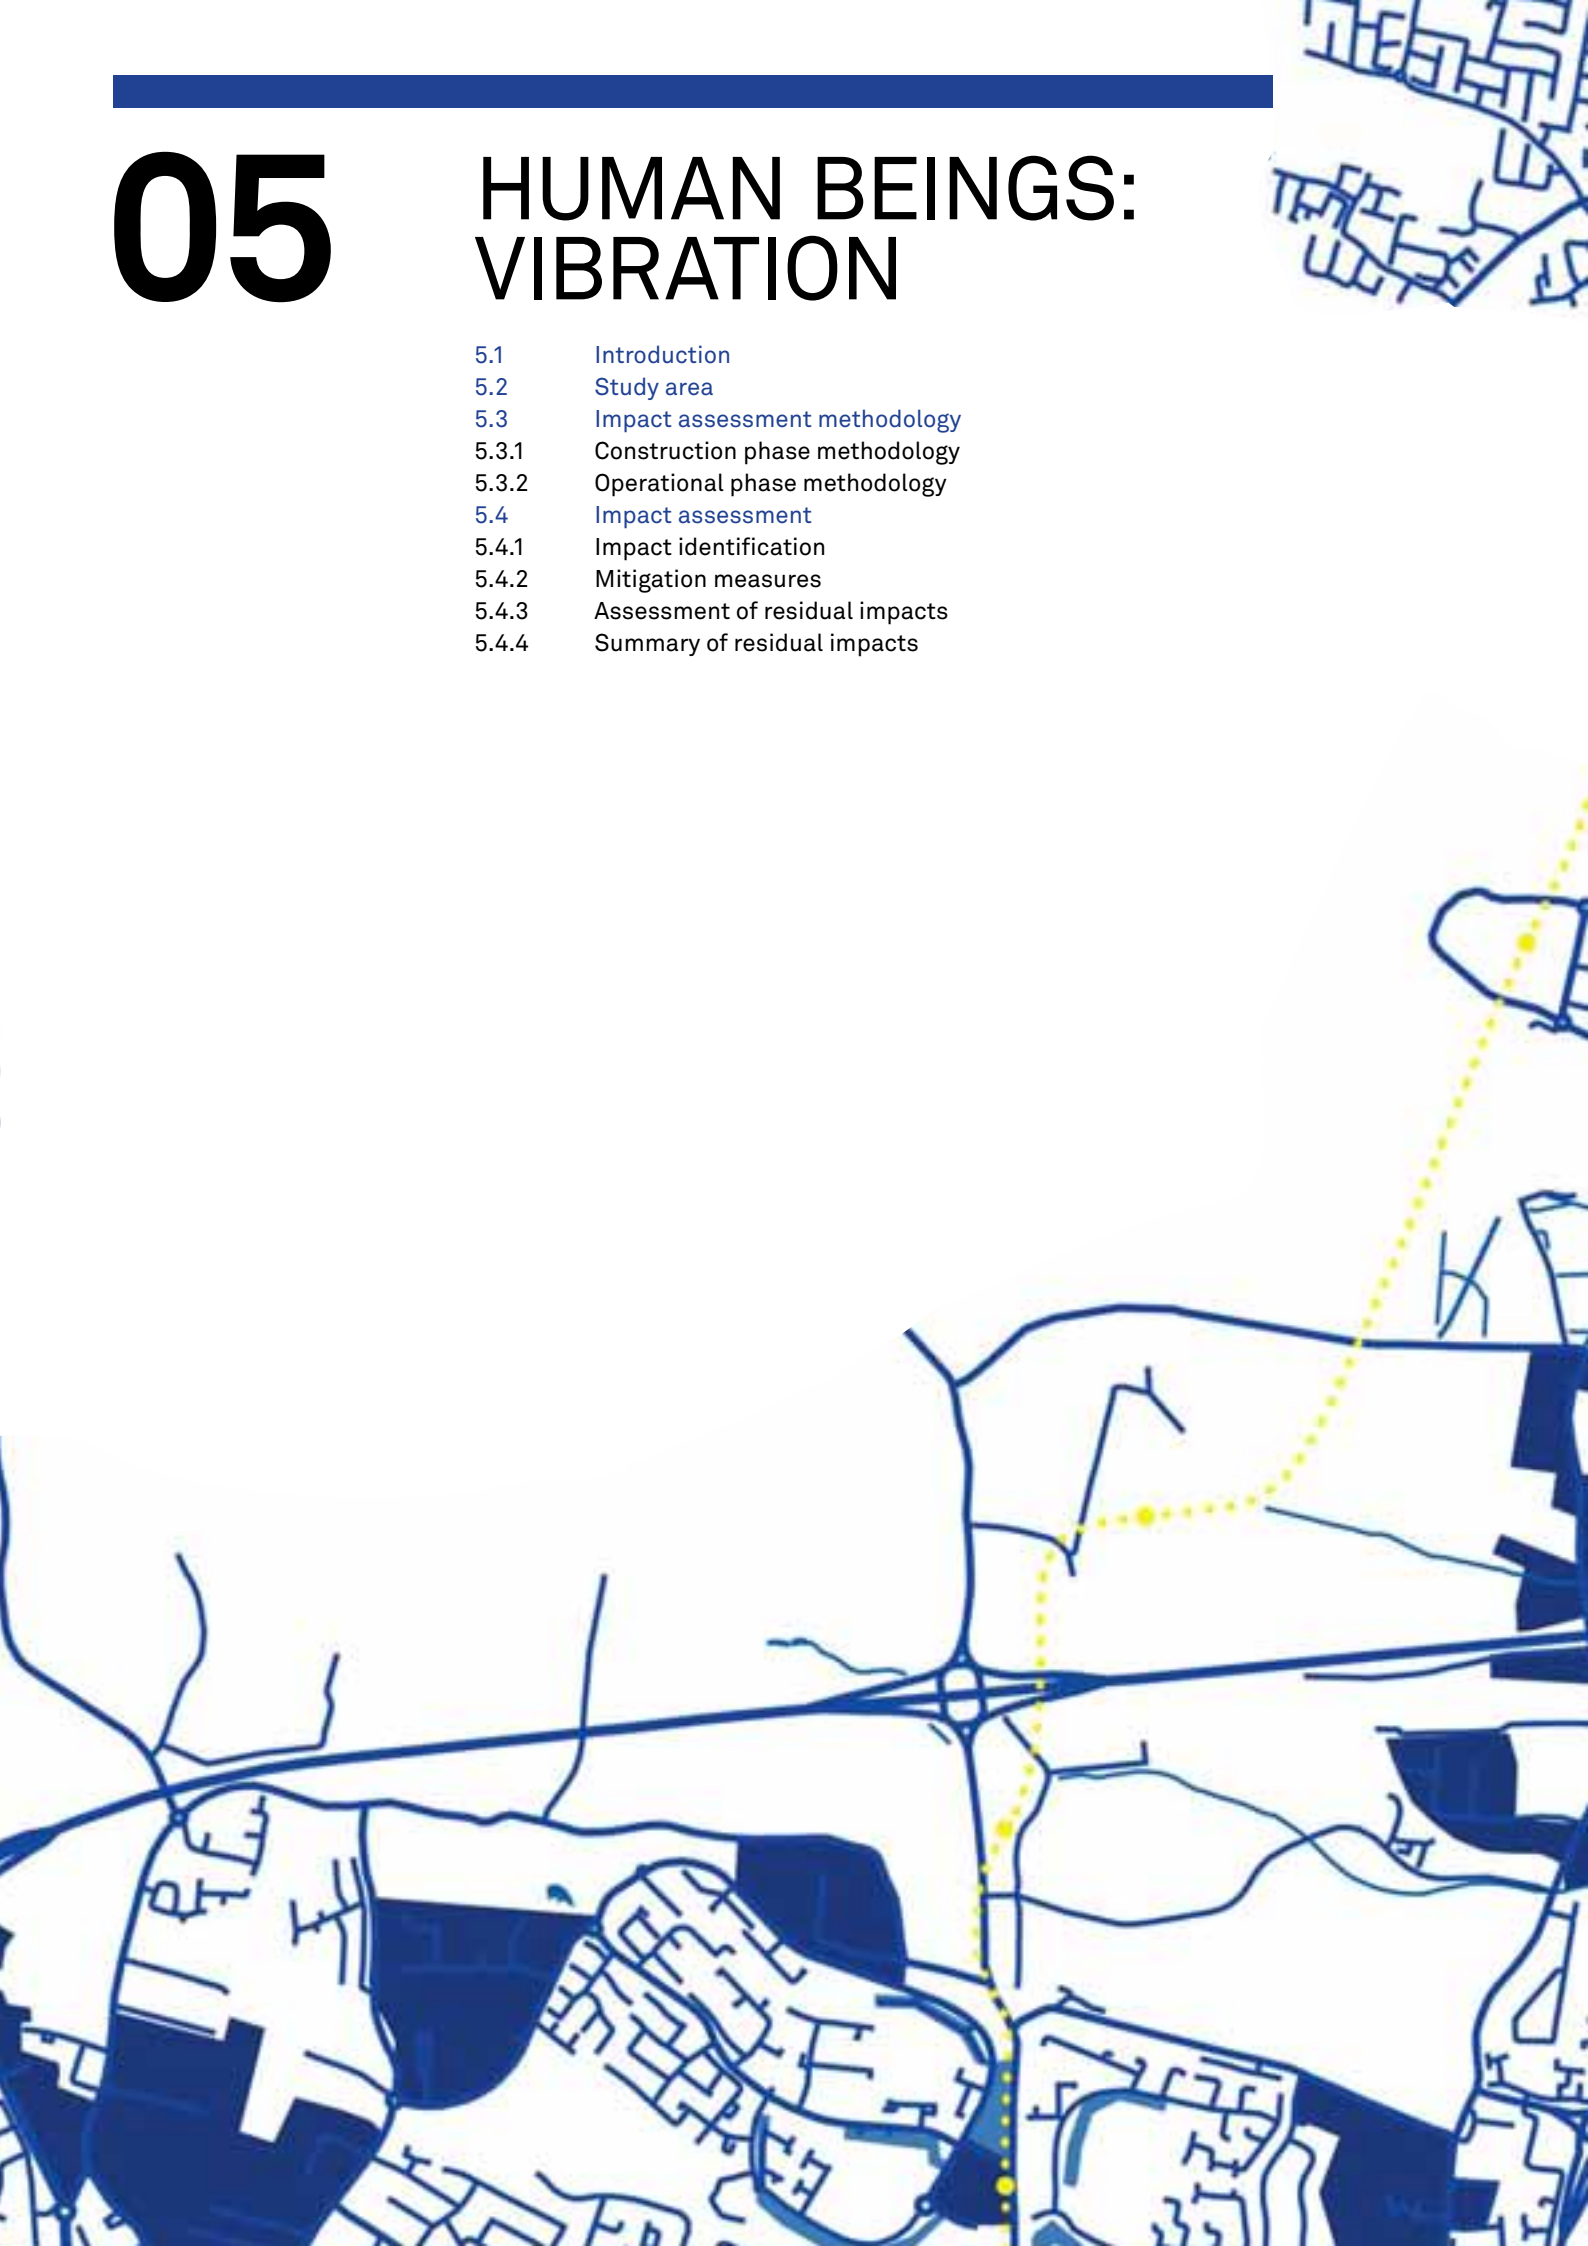 05
HUMAN BEINGS:
VIBRATION
5.1 Introduction
5.2 Study area
5.3 Impact assessment methodology
5.3.1 Construction phase methodology
5.3.2 Operational phase methodology
5.4 Impact assessment
5.4.1 Impact identification
5.4.2 Mitigation measures
5.4.3 Assessment of residual impacts
5.4.4 Summary of residual impacts